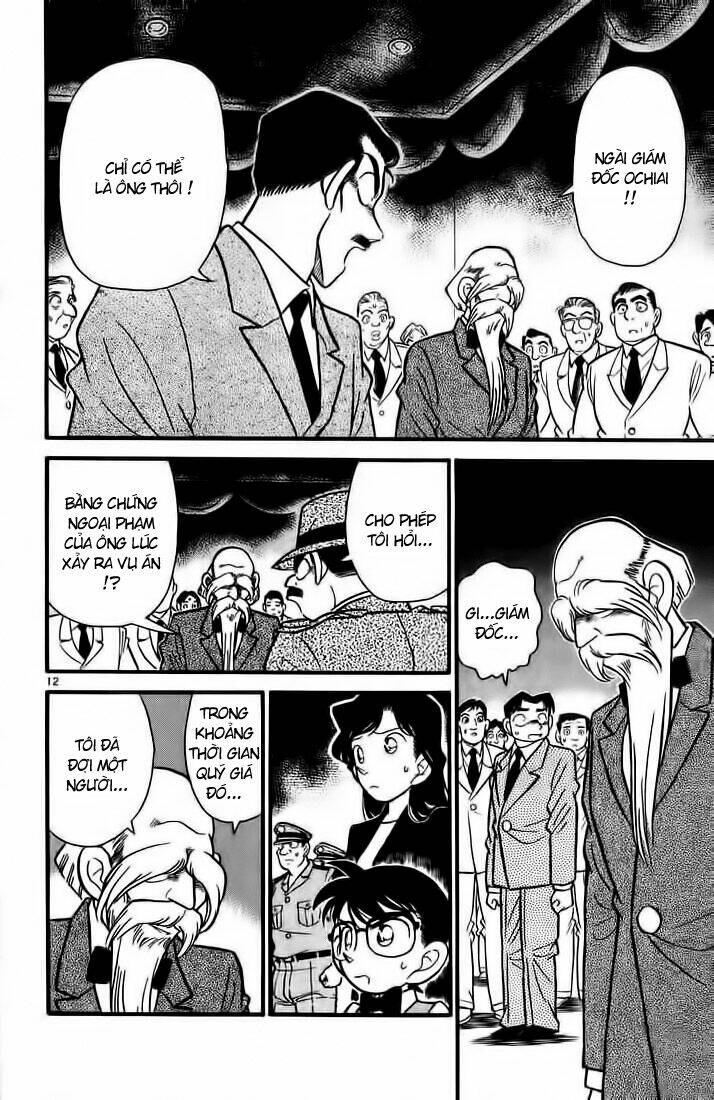 NGÀI GIÁM
ĐỐC OCHIAI
!!
CHỈ CÓ THỂ
LÀ ÔNG THÔI !
GI...GIÁM
ĐỐC...
CHO PHÉP
TÔI HỎI...
BẰNG CHỨNG
NGOẠI PHẠM
CỦA ÔNG LÚC
XẢY RA VỤ ÁN
!?
12
TRONG
KHOẢNG
THỜI GIAN
QUÝ GIÁ
ĐÓ...
TÔI ĐÃ
ĐỢI MỘT
NGƯỜI...